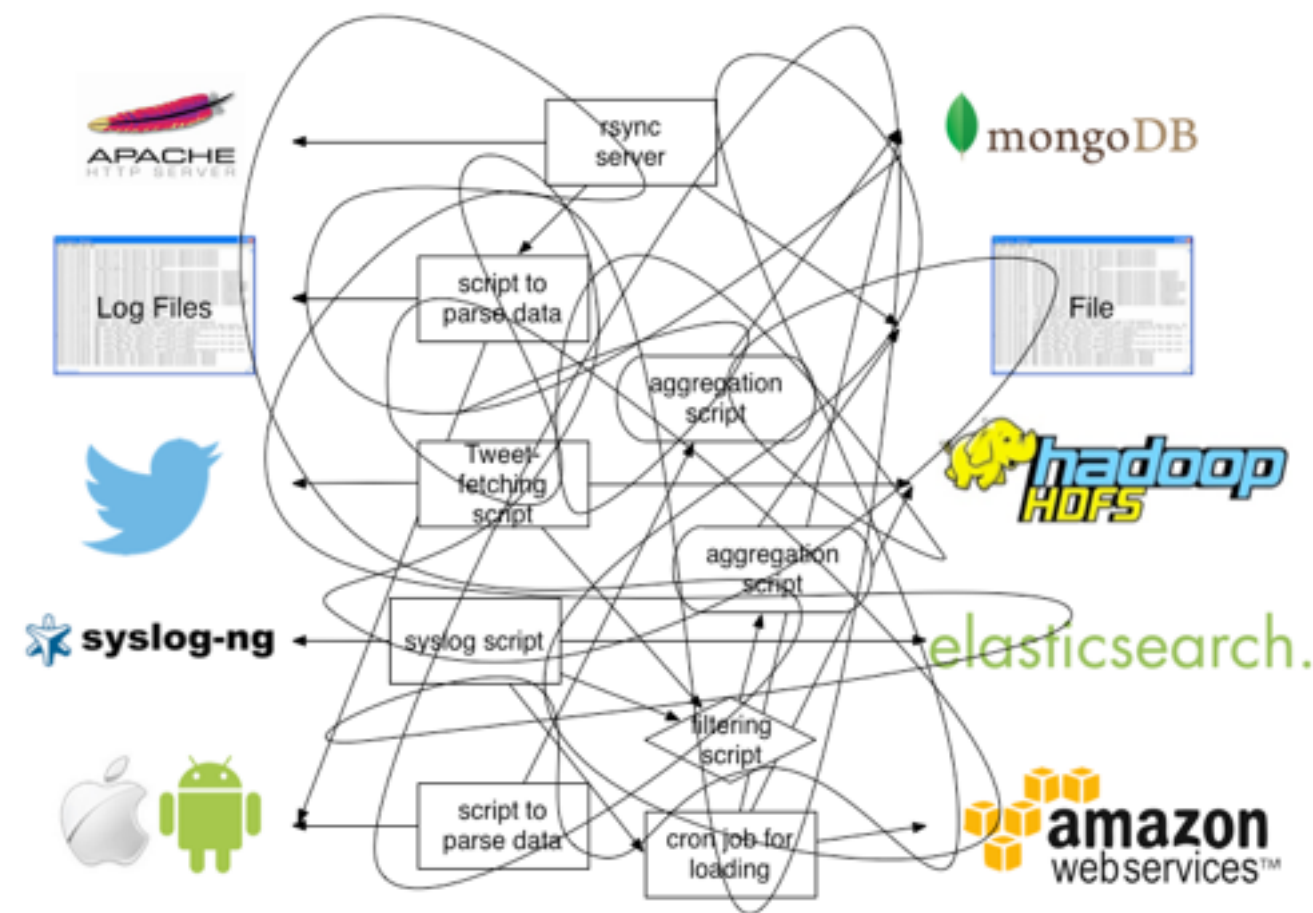 APACHE
HTTP SERVER
rsync
server
mongoDB
Log Files
script to
parse data
File
aggregation
script
Tweet-
fetching
script
hadoop
HDFS
aggregation
script
syslog-ng
syslog script
elasticsearch.
filtering
script
script to
parse data
cron job for
loading
amazon
webservices™